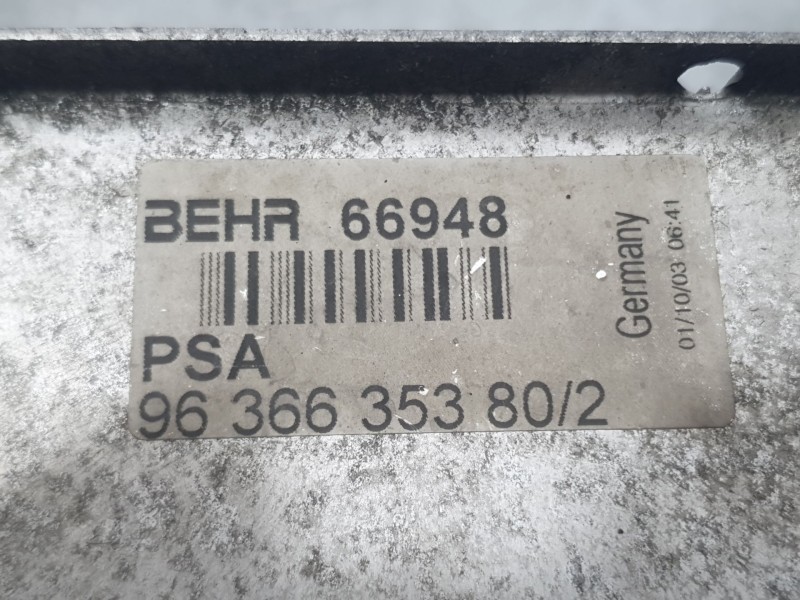 BEHR 66948
PSA
96 366 353 80/2
Germany
01/10/03 06:41